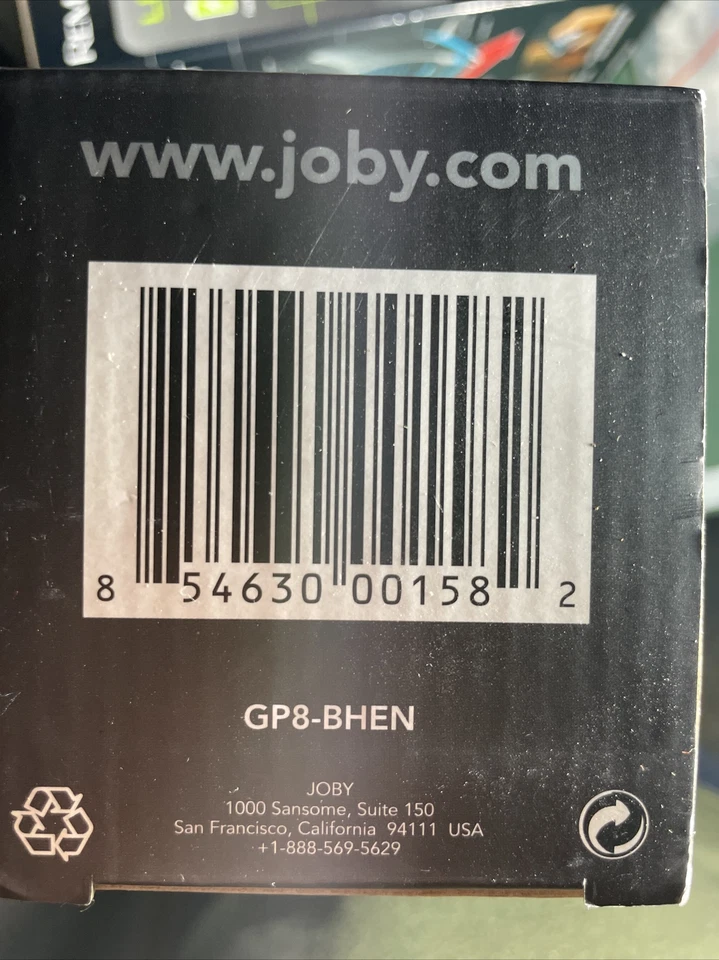 REM
www.joby.com
8 54630 00158 2
GP8-BHEN
JOBY
1000 Sansome, Suite 150
San Francisco, California 94111 USA
+1-888-569-5629